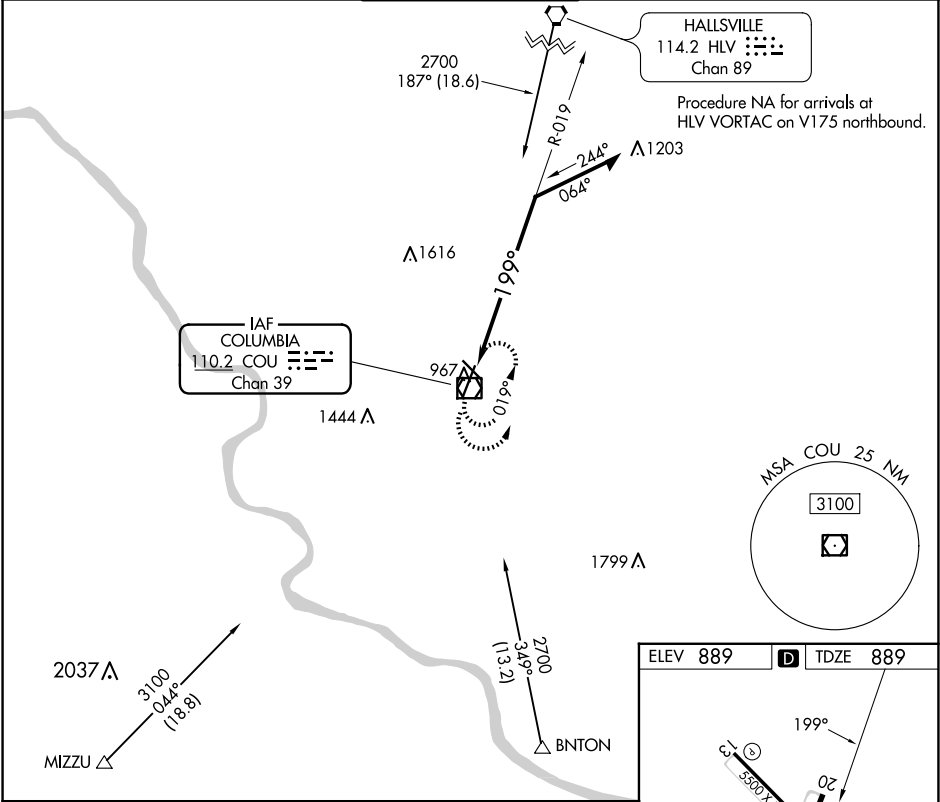 HALLSVILLE
114.2 HLV
Chan 89
Procedure NA for arrivals at
HLV VORTAC on V175 northbound.
2700
187° (18.6)
R-019
244°
064°
1203
1616
199°
IAF
COLUMBIA
110.2 COU
Chan 39
967
019°
1444
MSA COU 25 NM
3100
1799
2037
3100
044°
(18.8)
MIZZU
2700
349°
(13.2)
BNTON
ELEV 889
D
TDZE 889
199°
13
P
5500 X
20